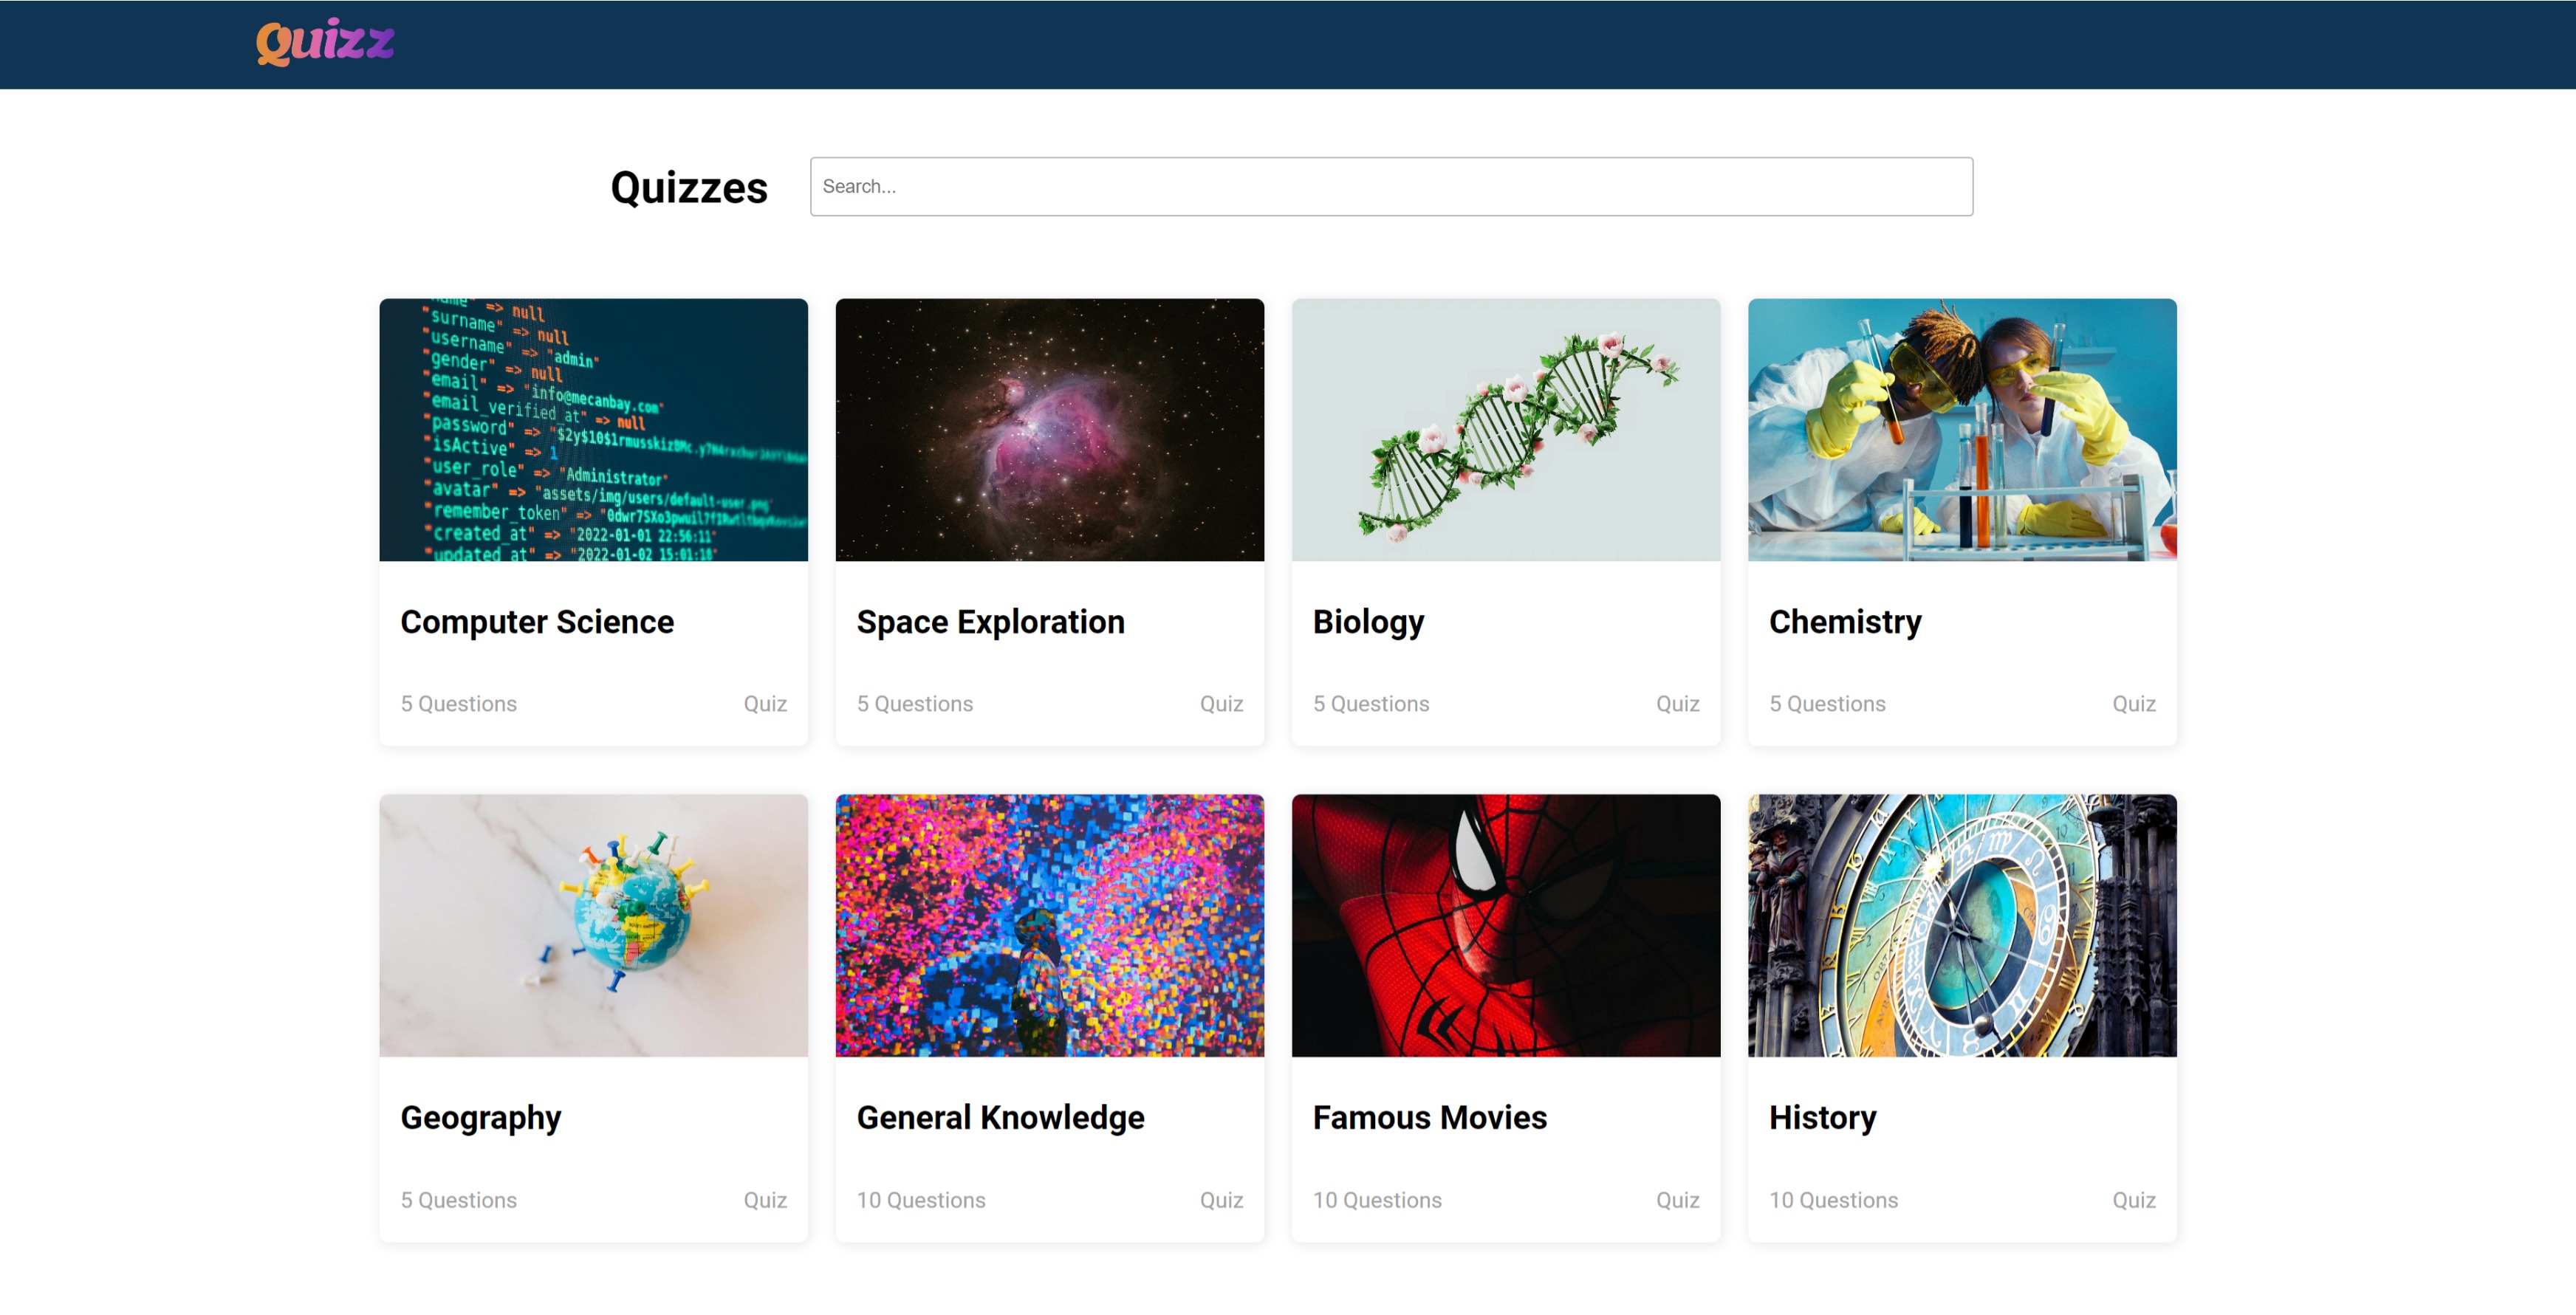 Quizz
Quizzes
Search...
name" => null
"surname" => null
"username" => "admin"
"gender" => null
"email" => "info@mecanbay.com"
"email_verified_at" => null
"password" => "$2y$10$1rmusskiz
"isActive" => 1
"user_role" => "Administrator"
"avatar" => "assets/img/users/default-user.png"
"remember_token" =>
"created_at" => "2022-01-01 22:56:11"
"updated_at" => "2022-01-02 15:01:18"
Computer Science
Space Exploration
Biology
Chemistry
5 Questions
Quiz
5 Questions
Quiz
5 Questions
Quiz
5 Questions
Quiz
Geography
General Knowledge
Famous Movies
History
5 Questions
Quiz
10 Questions
Quiz
10 Questions
Quiz
10 Questions
Quiz